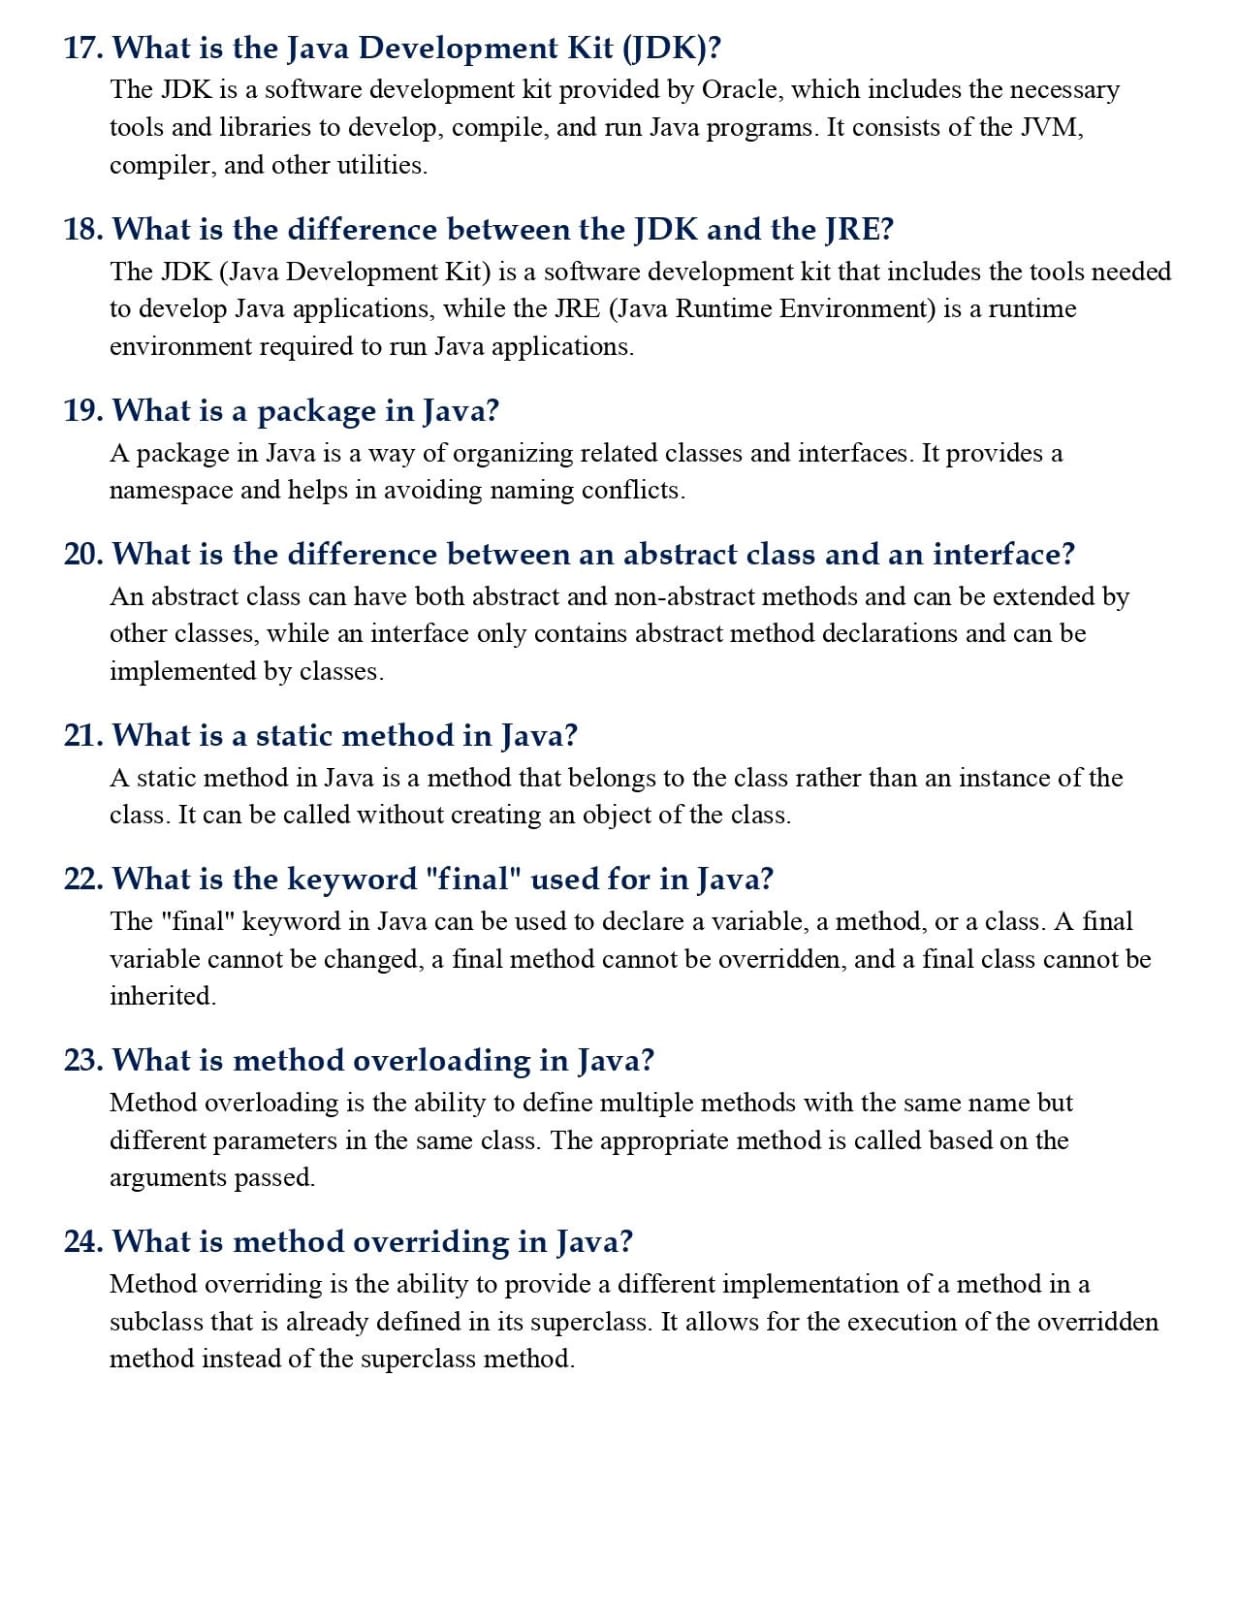 17. What is the Java Development Kit (JDK)?
The JDK is a software development kit provided by Oracle, which includes the necessary
tools and libraries to develop, compile, and run Java programs. It consists of the JVM,
compiler, and other utilities.
18. What is the difference between the JDK and the JRE?
The JDK (Java Development Kit) is a software development kit that includes the tools needed
to develop Java applications, while the JRE (Java Runtime Environment) is a runtime
environment required to run Java applications.
19. What is a package in Java?
A package in Java is a way of organizing related classes and interfaces. It provides a
namespace and helps in avoiding naming conflicts.
20. What is the difference between an abstract class and an interface?
An abstract class can have both abstract and non-abstract methods and can be extended by
other classes, while an interface only contains abstract method declarations and can be
implemented by classes.
21. What is a static method in Java?
A static method in Java is a method that belongs to the class rather than an instance of the
class. It can be called without creating an object of the class.
22. What is the keyword "final" used for in Java?
The "final" keyword in Java can be used to declare a variable, a method, or a class. A final
variable cannot be changed, a final method cannot be overridden, and a final class cannot be
inherited.
23. What is method overloading in Java?
Method overloading is the ability to define multiple methods with the same name but
different parameters in the same class. The appropriate method is called based on the
arguments passed.
24. What is method overriding in Java?
Method overriding is the ability to provide a different implementation of a method in a
subclass that is already defined in its superclass. It allows for the execution of the overridden
method instead of the superclass method.